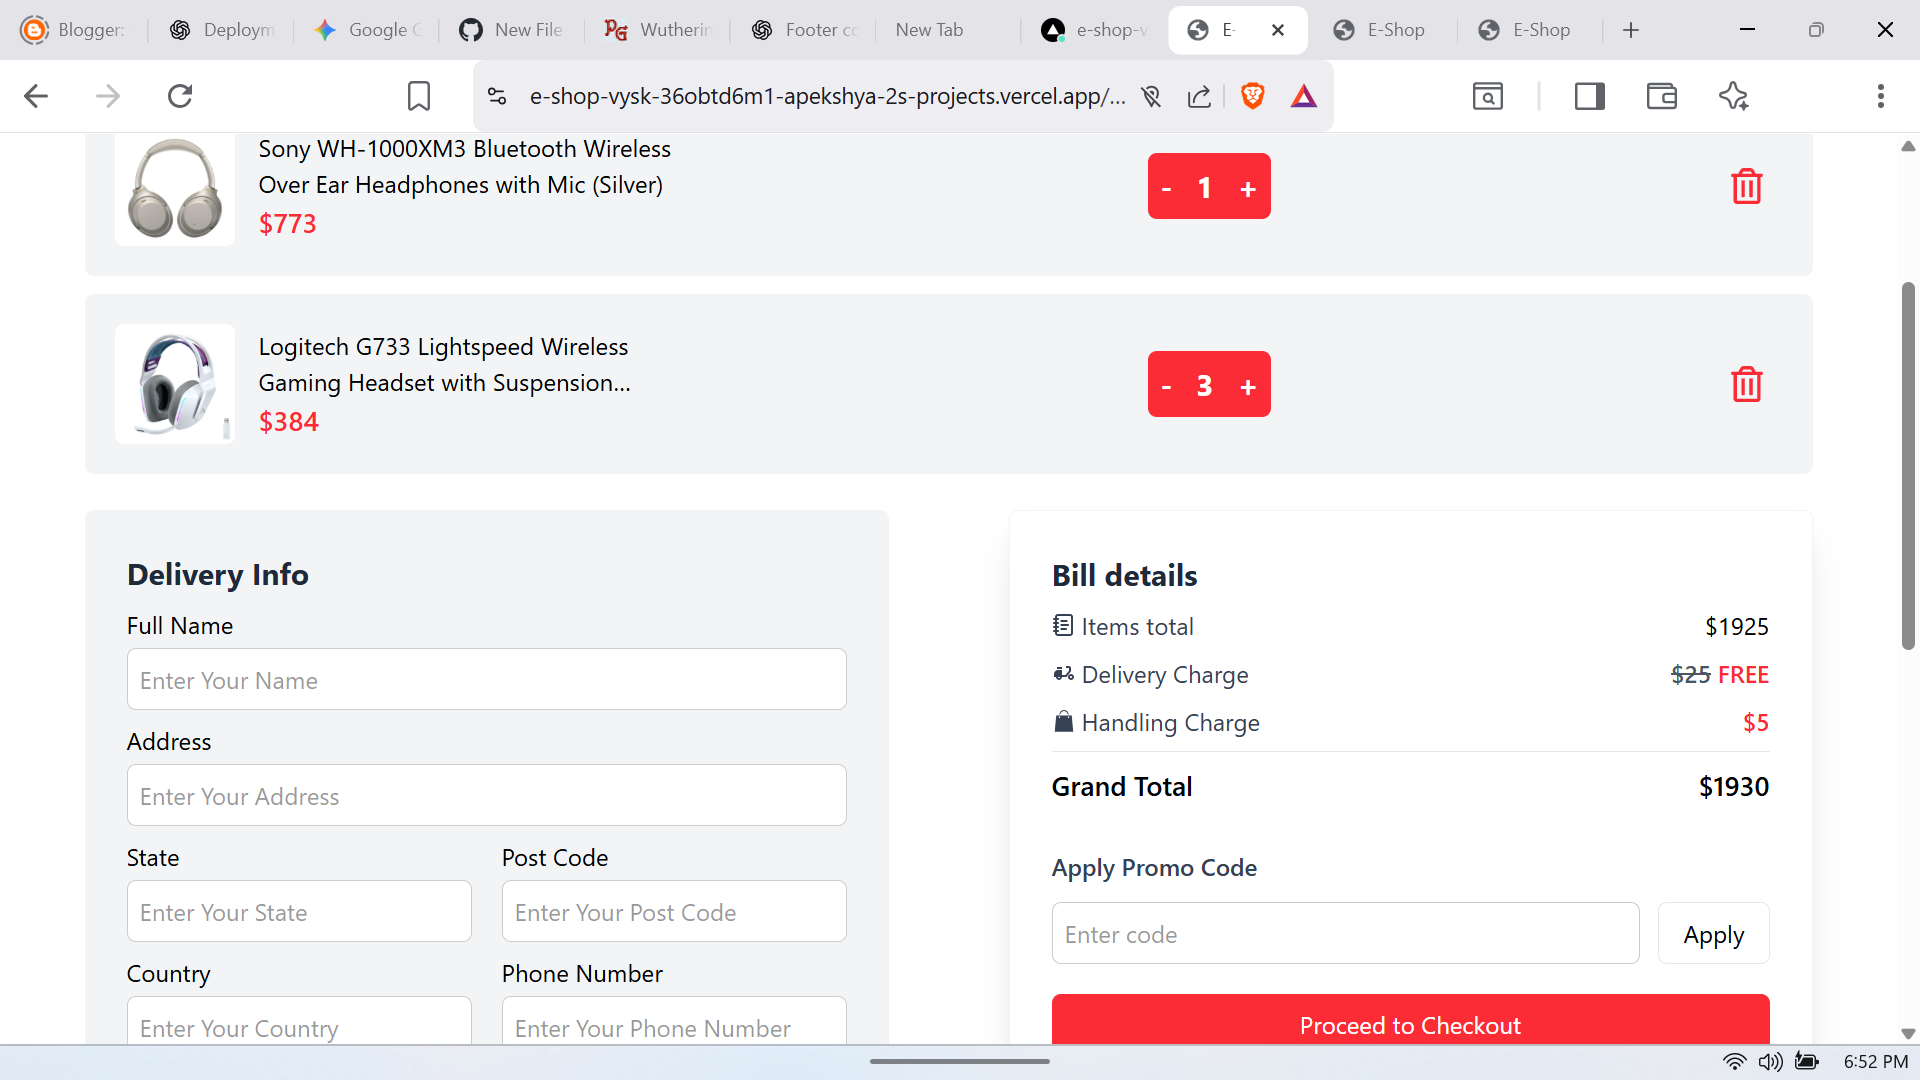 Blogger:
Deploym
Google G
New File
Wutherin
Footer co
New Tab
e-shop-v
E-
E-Shop
E-Shop
e-shop-vysk-36obtd6m1-apekshya-2s-projects.vercel.app/...
Sony WH-1000XM3 Bluetooth Wireless
Over Ear Headphones with Mic (Silver)
$773
- 1 +
Logitech G733 Lightspeed Wireless
Gaming Headset with Suspension...
$384
- 3 +
Delivery Info
Full Name
Enter Your Name
Address
Enter Your Address
State
Post Code
Enter Your State
Enter Your Post Code
Country
Phone Number
Enter Your Country
Enter Your Phone Number
Bill details
Items total $1925
Delivery Charge $25 FREE
Handling Charge $5
Grand Total $1930
Apply Promo Code
Enter code
Apply
Proceed to Checkout
6:52 PM